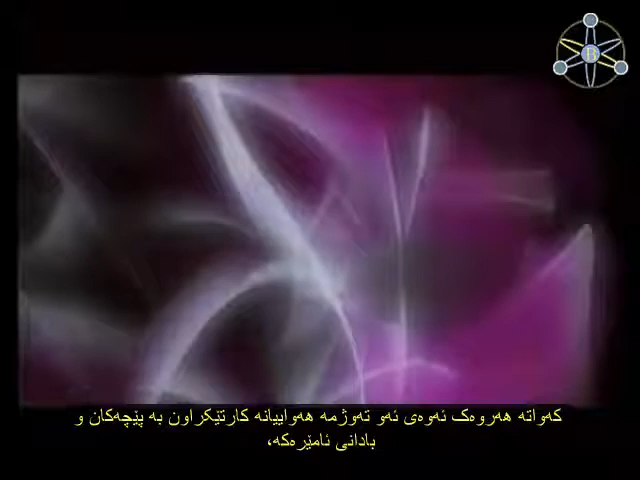 کەواتە هەروەک ئەوەی ئەو تەوژمە هەواییانە کارتێکراون بە پێچەکان و
بادانی ئامێرەکە،
B